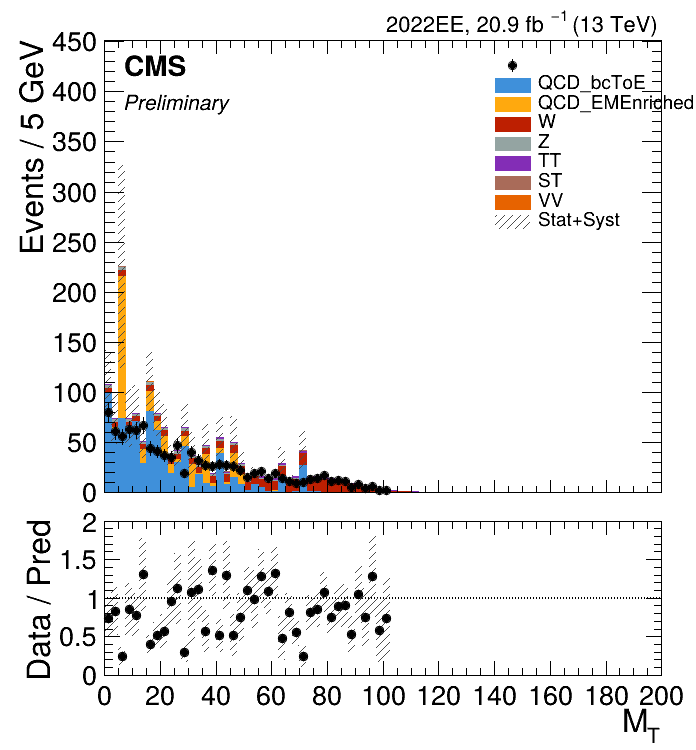 2022EE, 20.9 fb⁻¹ (13 TeV)
CMS
Preliminary
QCD_bcToE
QCD_EMEnriched
W
Z
TT
ST
VV
Stat+Syst
Events / 5 GeV
450
400
350
300
250
200
150
100
50
0
Data / Pred
2
1.5
1
0.5
0
0 20 40 60 80 100 120 140 160 180 200
M_T